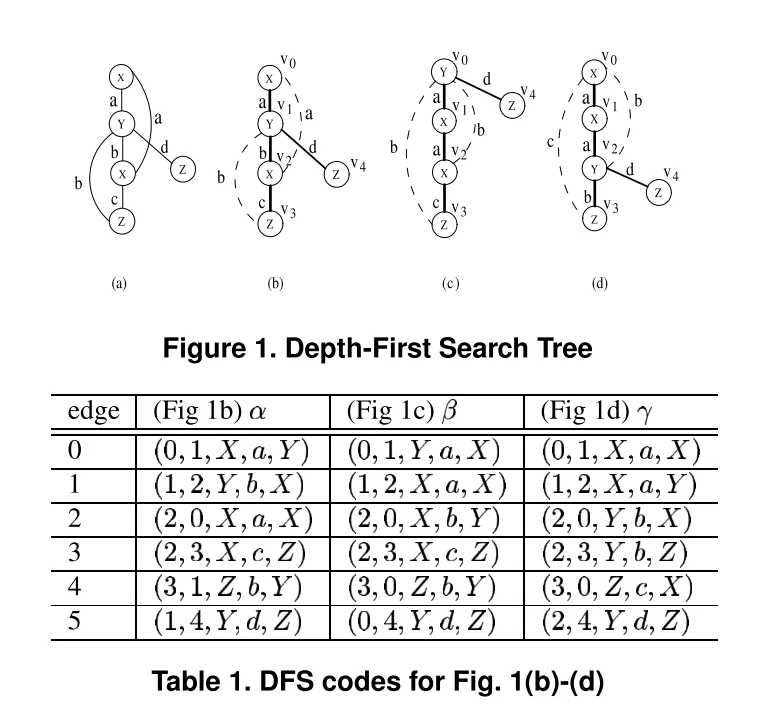 X
a
Y
a
b
d
X
Z
b
c
Z
(a)
v0
X
a v1
a
Y
b v2
d
v4
X
Z
b
c
v3
Z
(b)
v0
Y
d
v4
a
v1
Z
X
b
b
a
v2
X
c
v3
Z
(c)
v0
X
a v1
b
X
c
a v2
Y
d
v4
b
v3
Z
Z
(d)
Figure 1. Depth-First Search Tree
edge (Fig 1b) α (Fig 1c) β (Fig 1d) γ
0 (0, 1, X, a, Y) (0, 1, Y, a, X) (0, 1, X, a, X)
1 (1, 2, Y, b, X) (1, 2, X, a, X) (1, 2, X, a, Y)
2 (2, 0, X, a, X) (2, 0, X, b, Y) (2, 0, Y, b, X)
3 (2, 3, X, c, Z) (2, 3, X, c, Z) (2, 3, Y, b, Z)
4 (3, 1, Z, b, Y) (3, 0, Z, b, Y) (3, 0, Z, c, X)
5 (1, 4, Y, d, Z) (0, 4, Y, d, Z) (2, 4, Y, d, Z)
Table 1. DFS codes for Fig. 1(b)-(d)